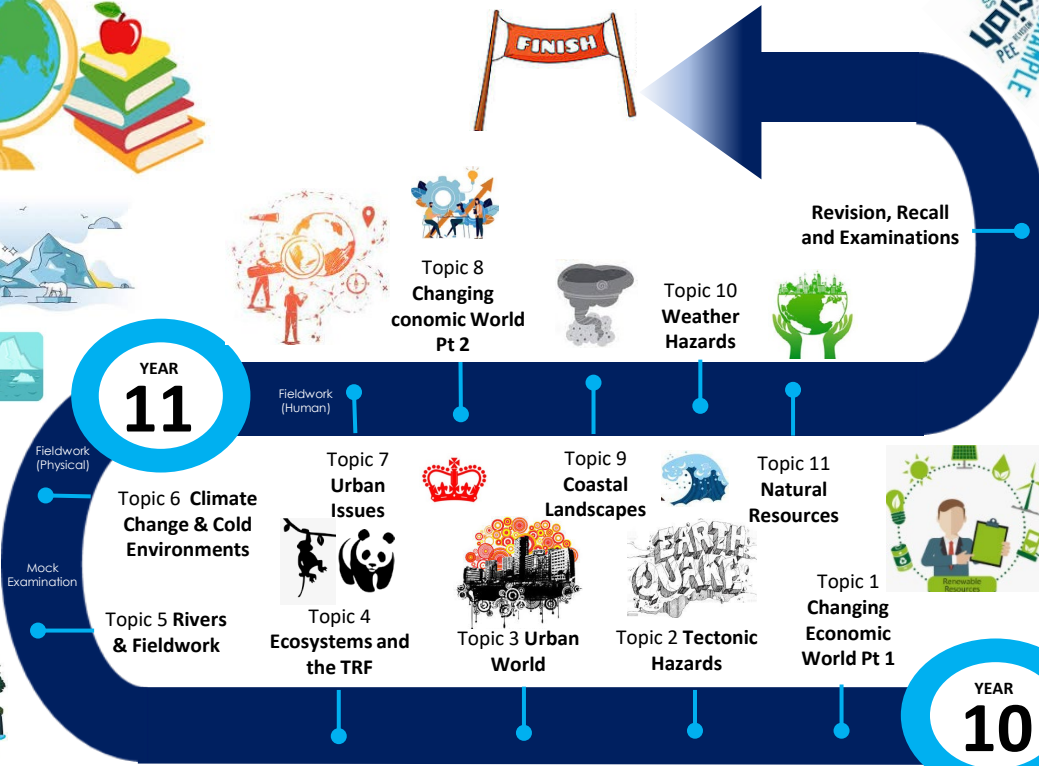 FINISH
PEE
Revision, Recall
and Examinations
Topic 8
Changing
conomic World
Pt 2
Topic 10
Weather
Hazards
YEAR
11
Fieldwork
(Human)
Fieldwork
(Physical)
Topic 7
Urban
Issues
Topic 9
Coastal
Landscapes
Topic 11
Natural
Resources
Topic 6 Climate
Change & Cold
Environments
Mock
Examination
EARTH
QUAKE
Renewable
Resources
Topic 5 Rivers
& Fieldwork
Topic 4
Ecosystems and
the TRF
Topic 3 Urban
World
Topic 2 Tectonic
Hazards
Topic 1
Changing
Economic
World Pt 1
YEAR
10